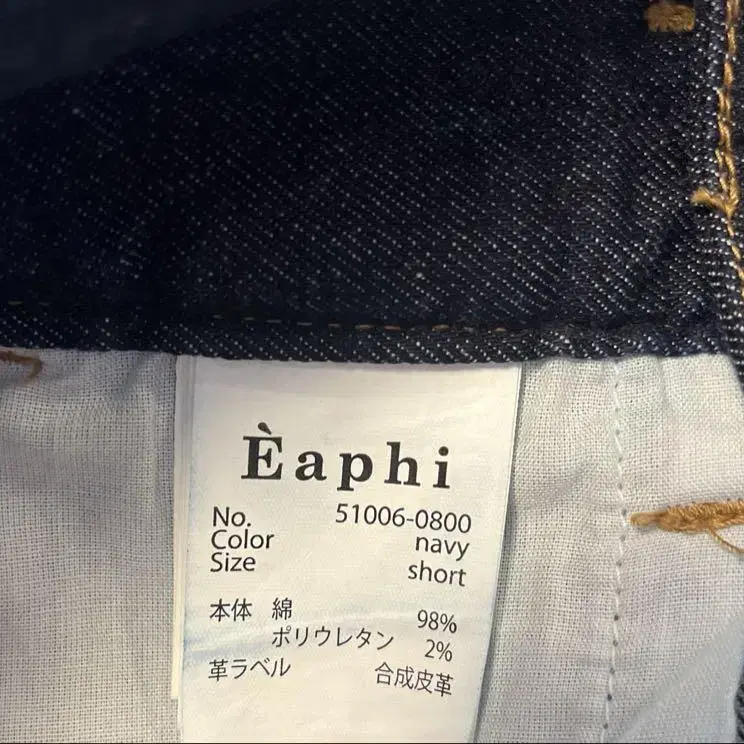 Èaphi
No. 51006-0800
Color navy
Size short
本体 綿 98%
ポリウレタン 2%
革ラベル 合成皮革